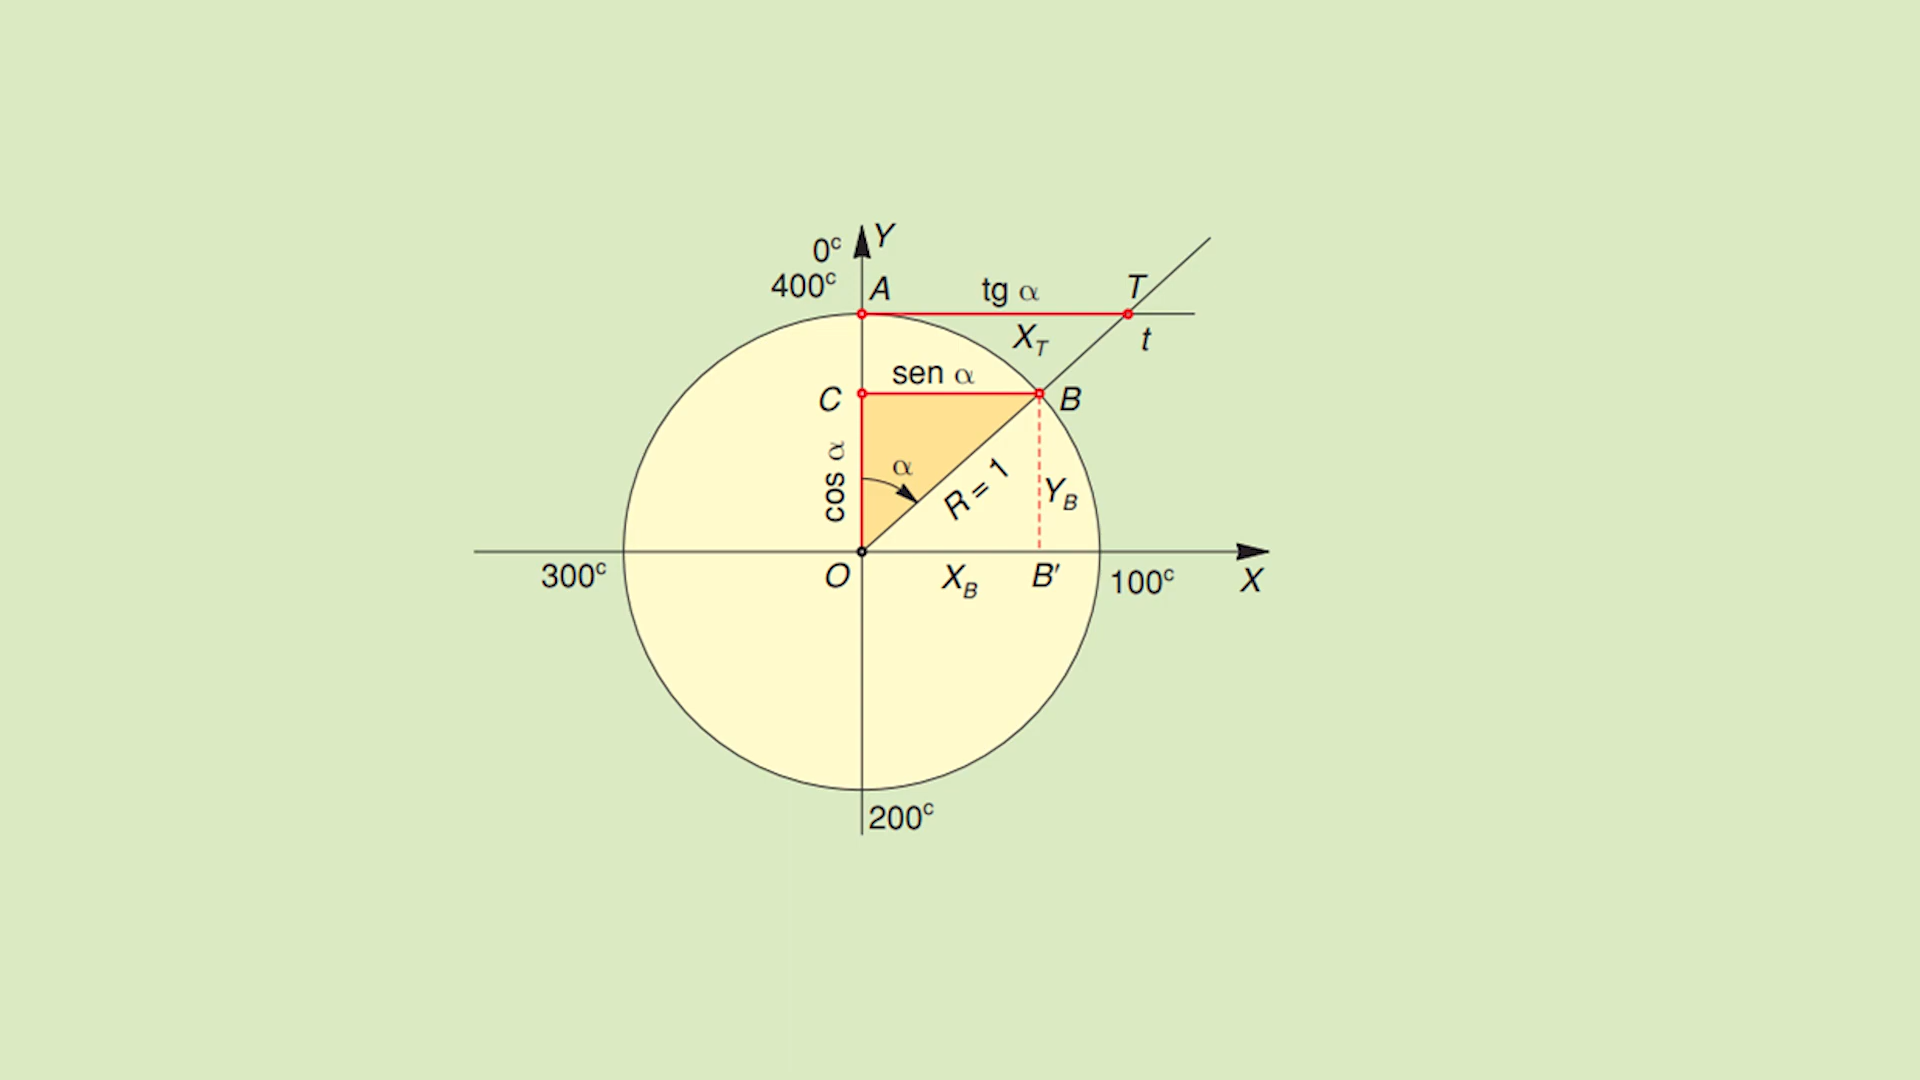 0ᶜ Y
400ᶜ A tg α T
X_T t
sen α
C B
cos α
α
R = 1
Y_B
300ᶜ O X_B B′ 100ᶜ X
200ᶜ